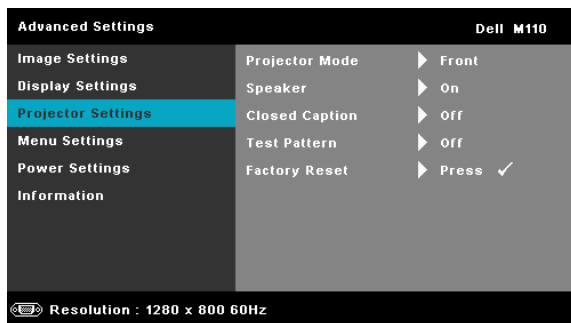 Advanced Settings Dell M110
Image Settings
Display Settings
Projector Settings
Menu Settings
Power Settings
Information
Projector Mode Front
Speaker On
Closed Caption Off
Test Pattern Off
Factory Reset Press ✓
Resolution : 1280 x 800 60Hz